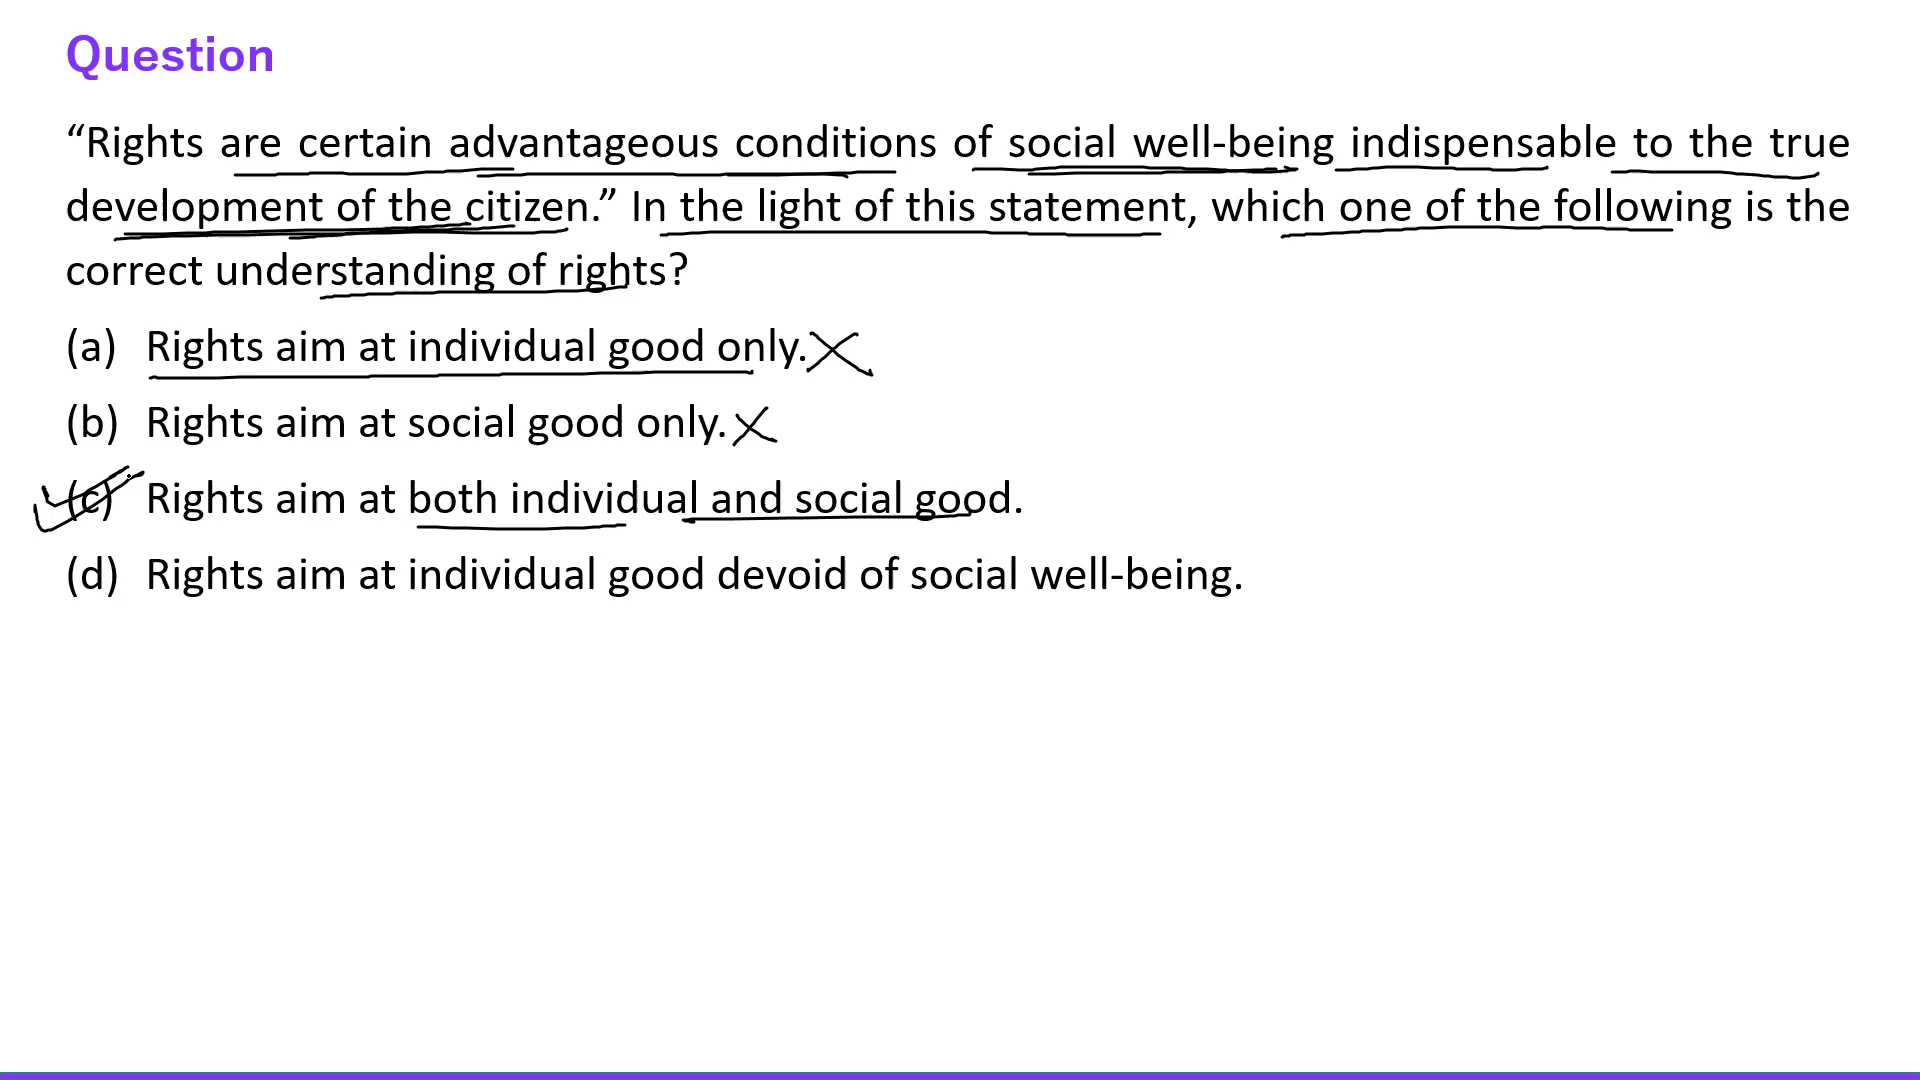 Question
“Rights are certain advantageous conditions of social well-being indispensable to the true
development of the citizen.” In the light of this statement, which one of the following is the
correct understanding of rights?
(a) Rights aim at individual good only.
(b) Rights aim at social good only.
(c) Rights aim at both individual and social good.
(d) Rights aim at individual good devoid of social well-being.